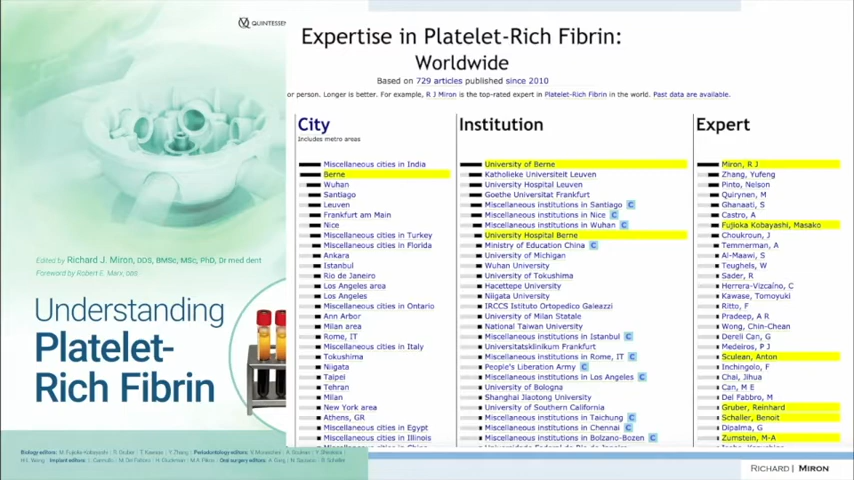 QUINTESSEN
Edited by Richard J. Miron, DDS, BMSc, MSc, PhD, Dr med dent
Foreword by Robert E. Marx, DDS
Understanding
Platelet-
Rich Fibrin
Expertise in Platelet-Rich Fibrin:
Worldwide
Based on 729 articles published since 2010
or person. Longer is better. For example, R J Miron is the top-rated expert in Platelet-Rich Fibrin in the world. Past data are available.
City
Includes metro areas
Miscellaneous cities in India
Berne
Wuhan
Santiago
Leuven
Frankfurt am Main
Nice
Miscellaneous cities in Turkey
Miscellaneous cities in Florida
Ankara
Istanbul
Rio de Janeiro
Los Angeles area
Los Angeles
Miscellaneous cities in Ontario
Ann Arbor
Milan area
Rome, IT
Miscellaneous cities in Italy
Tokushima
Niigata
Taipei
Tehran
Milan
New York area
Athens, GR
Miscellaneous cities in Egypt
Miscellaneous cities in Illinois
Institution
University of Berne
Katholieke Universiteit Leuven
University Hospital Leuven
Goethe Universitat Frankfurt
Miscellaneous institutions in Santiago C
Miscellaneous institutions in Nice C
Miscellaneous institutions in Wuhan C
University Hospital Berne
Ministry of Education China C
University of Michigan
Wuhan University
University of Tokushima
Hacettepe University
Niigata University
IRCCS Istituto Ortopedico Galeazzi
University of Milan Statale
National Taiwan University
Miscellaneous institutions in Istanbul C
Universitatsklinikum Frankfurt
Miscellaneous institutions in Rome, IT C
People's Liberation Army C
Miscellaneous institutions in Los Angeles C
University of Bologna
Shanghai Jiaotong University
University of Southern California
Miscellaneous institutions in Taichung C
Miscellaneous institutions in Chennai C
Miscellaneous institutions in Bolzano-Bozen C
Expert
Miron, R J
Zhang, Yufeng
Pinto, Nelson
Quirynen, M
Ghanaati, S
Castro, A
Fujioka Kobayashi, Masako
Choukroun, J
Temmerman, A
Al-Maawi, S
Teughels, W
Sader, R
Herrera-Vizcaíno, C
Kawase, Tomoyuki
Ritto, F
Pradeep, A R
Wong, Chin-Chean
Dereli Can, G
Medeiros, P J
Sculean, Anton
Inchingolo, F
Chai, Jihua
Can, M E
Del Fabbro, M
Gruber, Reinhard
Schaller, Benoit
Dipalma, G
Zumstein, M-A
RICHARD | MIRON